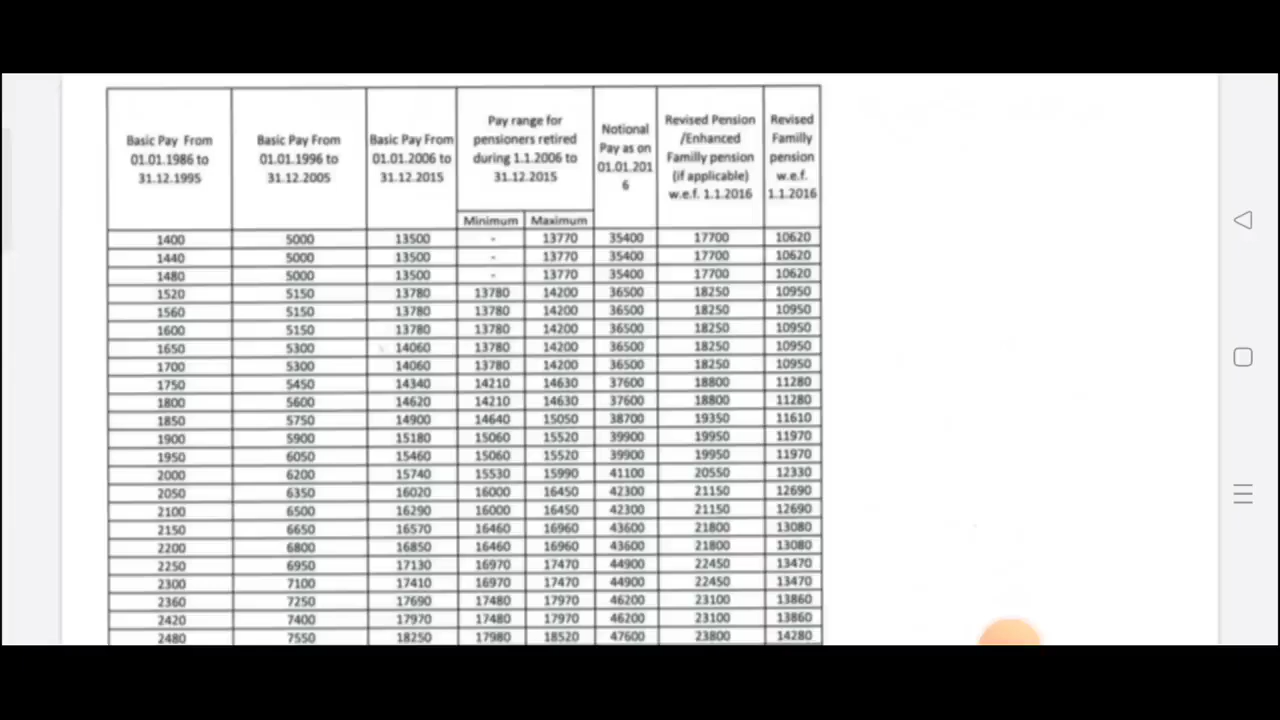 Basic Pay From 01.01.1986 to 31.12.1995 | Basic Pay From 01.01.1996 to 31.12.2005 | Basic Pay From 01.01.2006 to 31.12.2015 | Pay range for pensioners retired during 1.1.2006 to 31.12.2015 | Notional Pay as on 01.01.2016 | Revised Pension /Enhanced Familly pension (if applicable) w.e.f. 1.1.2016 | Revised Familly pension w.e.f. 1.1.2016
Minimum | Maximum
1400 5000 13500 - 13770 35400 17700 10620
1440 5000 13500 - 13770 35400 17700 10620
1480 5000 13500 - 13770 35400 17700 10620
1520 5150 13780 13780 14200 36500 18250 10950
1560 5150 13780 13780 14200 36500 18250 10950
1600 5150 13780 13780 14200 36500 18250 10950
1650 5300 14060 13780 14200 36500 18250 10950
1700 5300 14060 13780 14200 36500 18250 10950
1750 5450 14340 14210 14630 37600 18800 11280
1800 5600 14620 14210 14630 37600 18800 11280
1850 5750 14900 14640 15050 38700 19350 11610
1900 5900 15180 15060 15520 39900 19950 11970
1950 6050 15460 15060 15520 39900 19950 11970
2000 6200 15740 15530 15990 41100 20550 12330
2050 6350 16020 16000 16450 42300 21150 12690
2100 6500 16290 16000 16450 42300 21150 12690
2150 6650 16570 16460 16960 43600 21800 13080
2200 6800 16850 16460 16960 43600 21800 13080
2250 6950 17130 16970 17470 44900 22450 13470
2300 7100 17410 16970 17470 44900 22450 13470
2360 7250 17690 17480 17970 46200 23100 13860
2420 7400 17970 17480 17970 46200 23100 13860
2480 7550 18250 17980 18520 47600 23800 14280